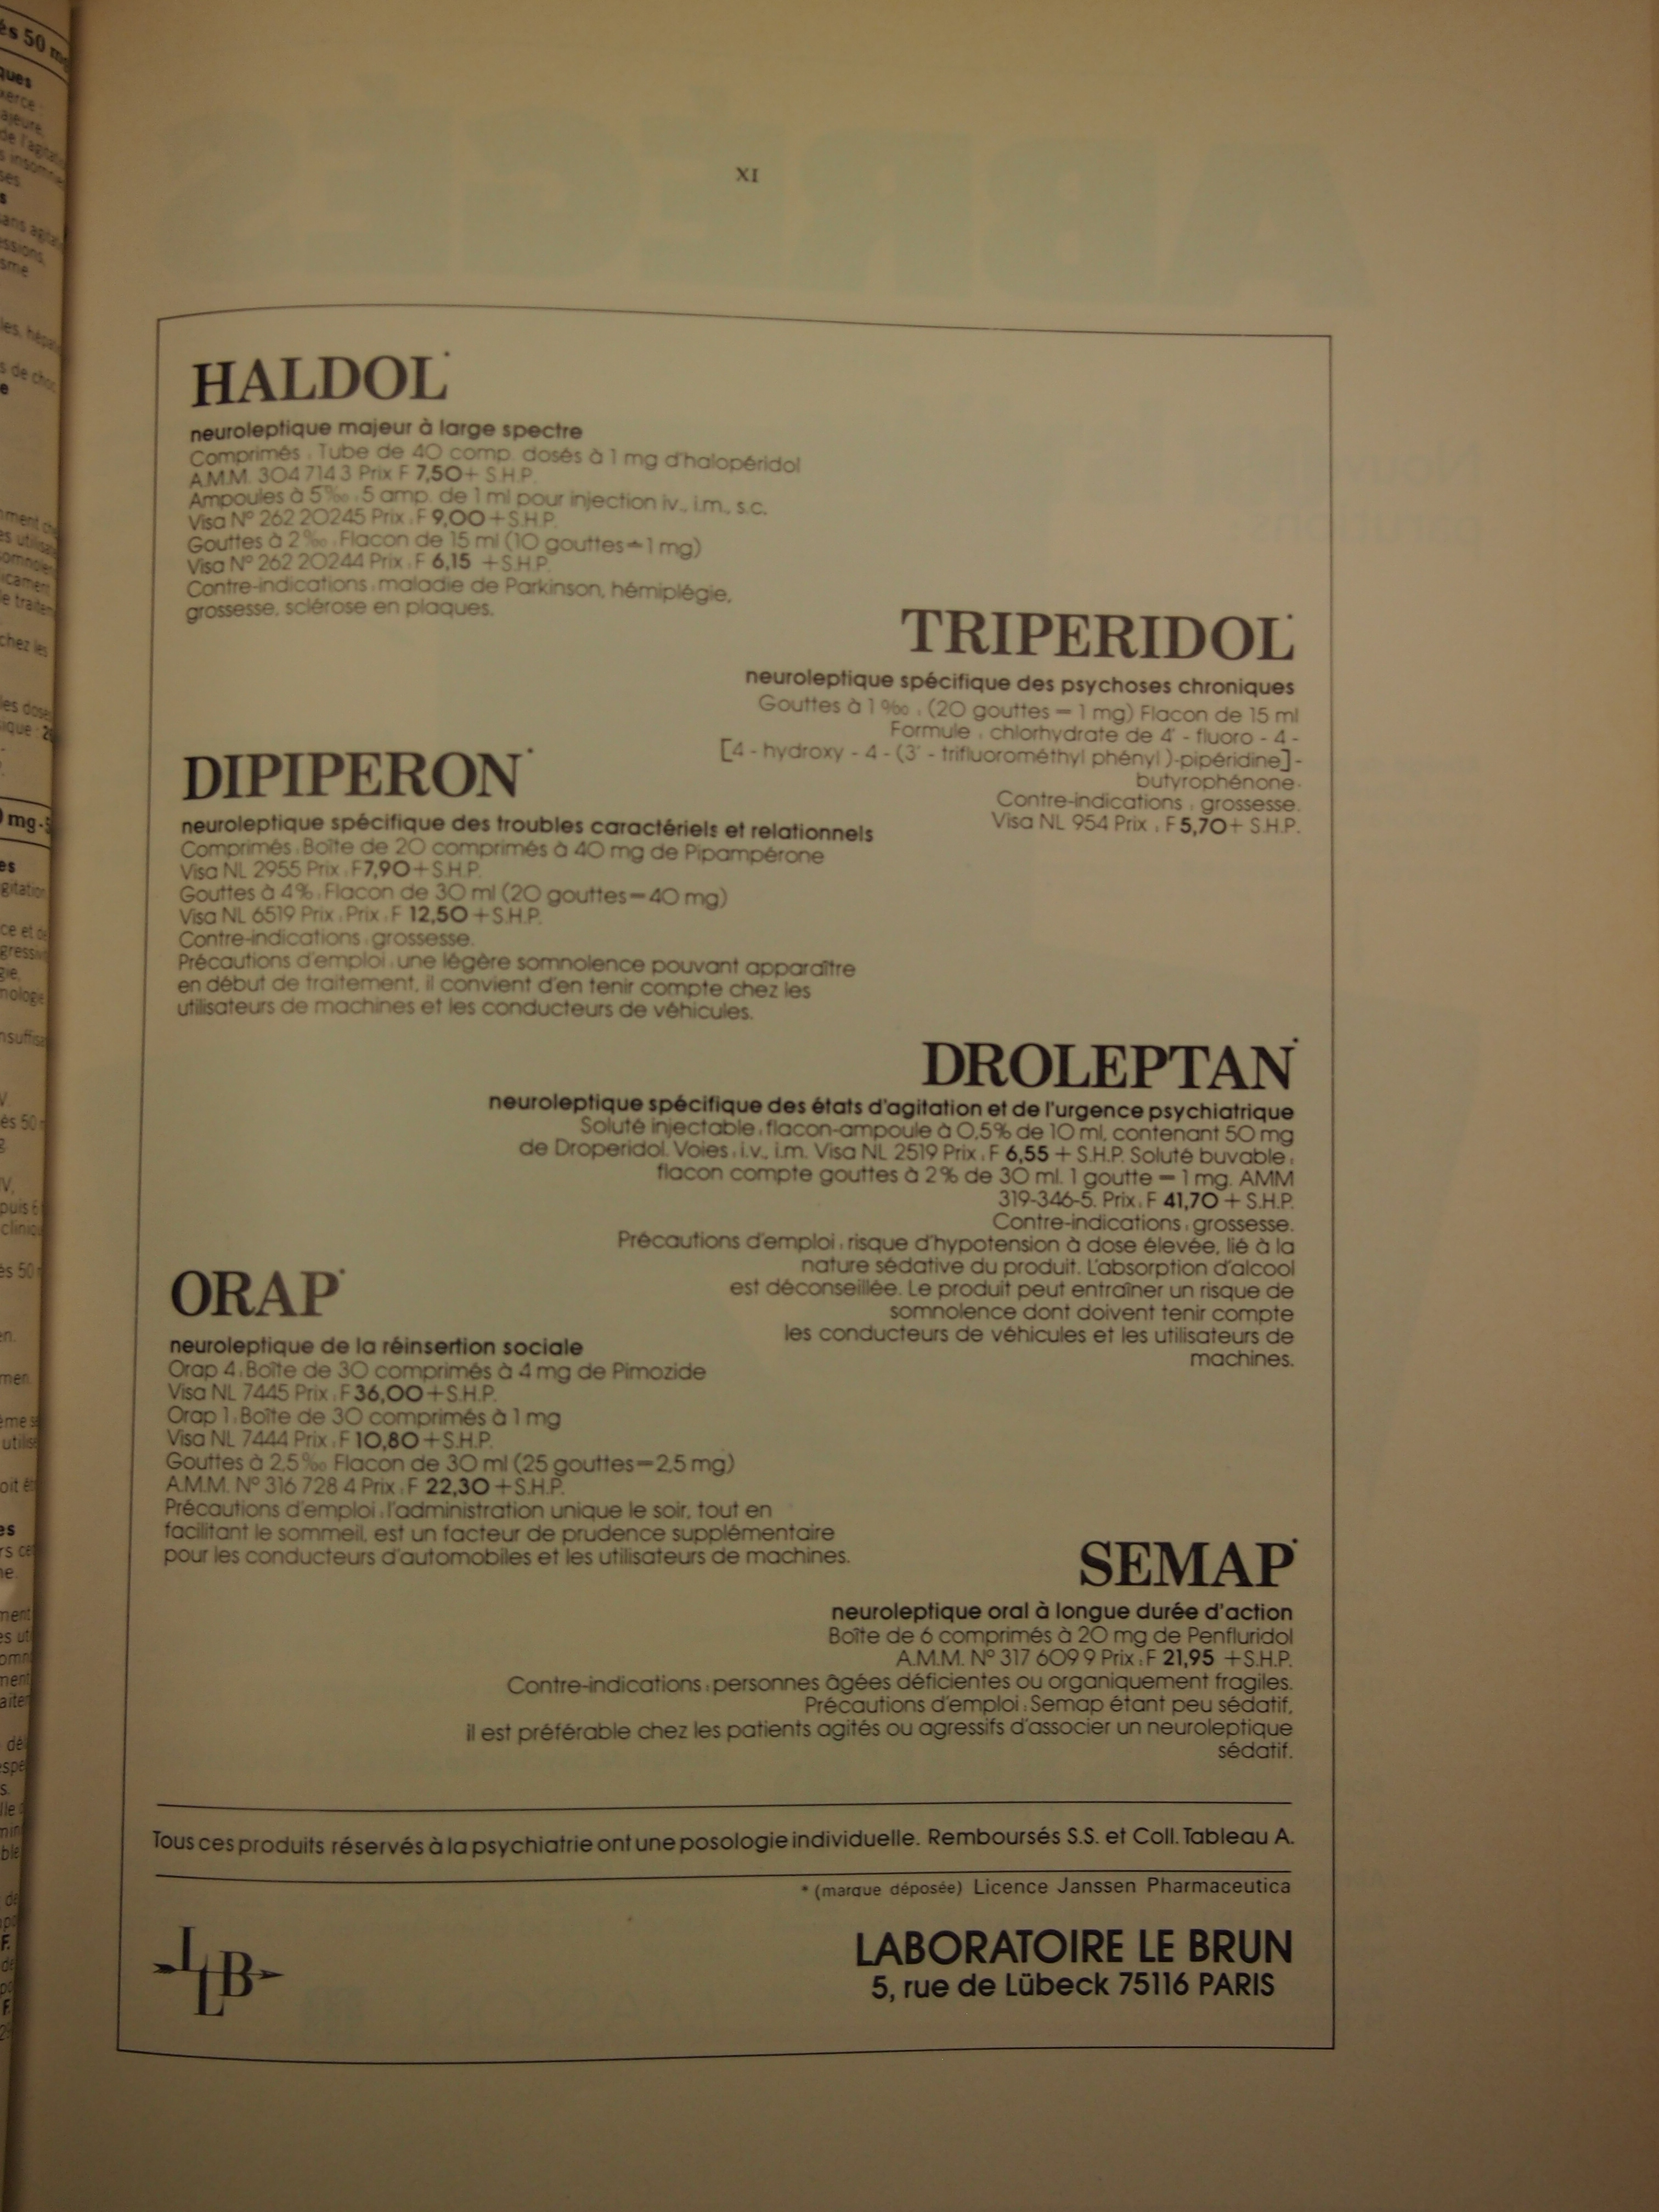 XI
HALDOL*
neuroleptique majeur à large spectre
Comprimés : Tube de 40 comp. dosés à 1 mg d'halopéridol
A.M.M. 304 714 3 Prix F 7,50 + S.H.P.
Ampoules à 5‰ : 5 amp. de 1 ml pour injection i.v., i.m., s.c.
Visa Nº 262 20245 Prix : F 9,00 + S.H.P.
Gouttes à 2‰ : Flacon de 15 ml (10 gouttes = 1 mg)
Visa Nº 262 20244 Prix : F 6,15 + S.H.P.
Contre-indications : maladie de Parkinson, hémiplégie,
grossesse, sclérose en plaques.
TRIPERIDOL*
neuroleptique spécifique des psychoses chroniques
Gouttes à 1‰ : (20 gouttes = 1 mg) Flacon de 15 ml
Formule : chlorhydrate de 4' - fluoro - 4 -
[4 - hydroxy - 4 - (3' - trifluorométhyl phényl )-pipéridine] -
butyrophénone.
Contre-indications : grossesse.
Visa NL 954 Prix : F 5,70 + S.H.P.
DIPIPERON*
neuroleptique spécifique des troubles caractériels et relationnels
Comprimés : Boîte de 20 comprimés à 40 mg de Pipampérone
Visa NL 2955 Prix : F 7,90 + S.H.P.
Gouttes à 4% : Flacon de 30 ml (20 gouttes = 40 mg)
Visa NL 6519 Prix : Prix : F 12,50 + S.H.P.
Contre-indications : grossesse.
Précautions d'emploi : une légère somnolence pouvant apparaître
en début de traitement, il convient d'en tenir compte chez les
utilisateurs de machines et les conducteurs de véhicules.
DROLEPTAN*
neuroleptique spécifique des états d'agitation et de l'urgence psychiatrique
Soluté injectable : flacon-ampoule à 0,5% de 10 ml, contenant 50 mg
de Droperidol. Voies : i.v., i.m. Visa NL 2519 Prix : F 6,55 + S.H.P. Soluté buvable :
flacon compte gouttes à 2% de 30 ml. 1 goutte = 1 mg. AMM
319-346-5. Prix : F 41,70 + S.H.P.
Contre-indications : grossesse.
Précautions d'emploi : risque d'hypotension à dose élevée, lié à la
nature sédative du produit. L'absorption d'alcool
est déconseillée. Le produit peut entraîner un risque de
somnolence dont doivent tenir compte
les conducteurs de véhicules et les utilisateurs de
machines.
ORAP*
neuroleptique de la réinsertion sociale
Orap 4 : Boîte de 30 comprimés à 4 mg de Pimozide
Visa NL 7445 Prix : F 36,00 + S.H.P.
Orap 1 : Boîte de 30 comprimés à 1 mg
Visa NL 7444 Prix : F 10,80 + S.H.P.
Gouttes à 2,5‰ Flacon de 30 ml (25 gouttes = 2,5 mg)
A.M.M. Nº 316 728 4 Prix : F 22,30 + S.H.P.
Précautions d'emploi : l'administration unique le soir, tout en
facilitant le sommeil, est un facteur de prudence supplémentaire
pour les conducteurs d'automobiles et les utilisateurs de machines.
SEMAP*
neuroleptique oral à longue durée d'action
Boîte de 6 comprimés à 20 mg de Penfluridol
A.M.M. Nº 317 609 9 Prix : F 21,95 + S.H.P.
Contre-indications : personnes âgées déficientes ou organiquement fragiles.
Précautions d'emploi : Semap étant peu sédatif,
il est préférable chez les patients agités ou agressifs d'associer un neuroleptique
sédatif.
Tous ces produits réservés à la psychiatrie ont une posologie individuelle. Remboursés S.S. et Coll. Tableau A.
* (marque déposée) Licence Janssen Pharmaceutica
LLB
LABORATOIRE LE BRUN
5, rue de Lübeck 75116 PARIS